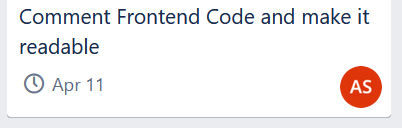 Comment Frontend Code and make it
readable
Apr 11
AS